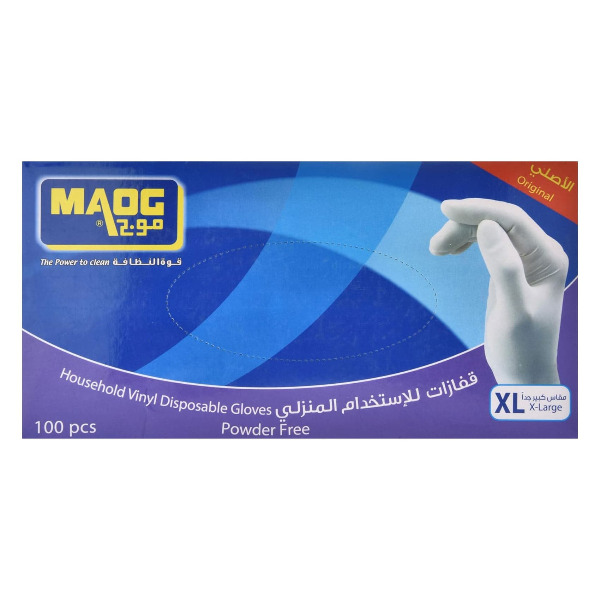 MAOG
موج
®
The Power to clean قوة النظافة
الأصلي
Original
Household Vinyl Disposable Gloves قفازات للإستخدام المنزلي
Powder Free
100 pcs
XL مقاس كبير جداً
X-Large